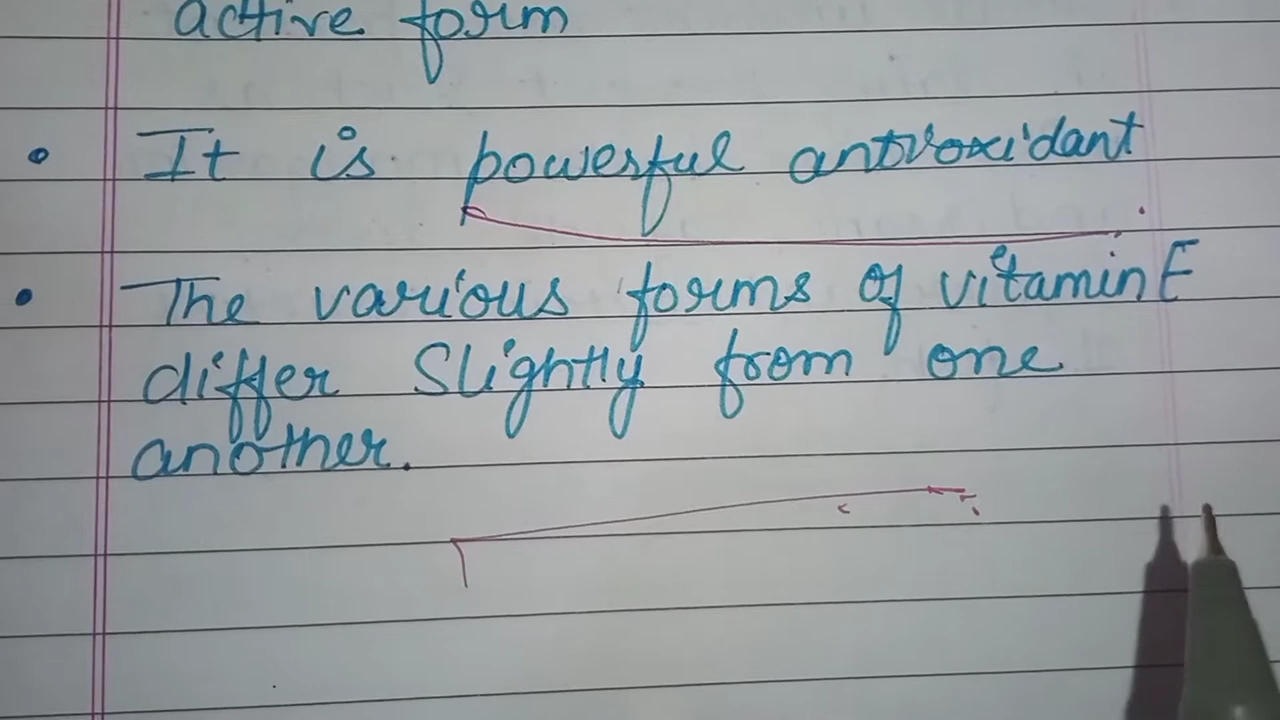 active form
• It is powerful antioxidant
• The various forms of vitamin E
differ Slightly from one
another.